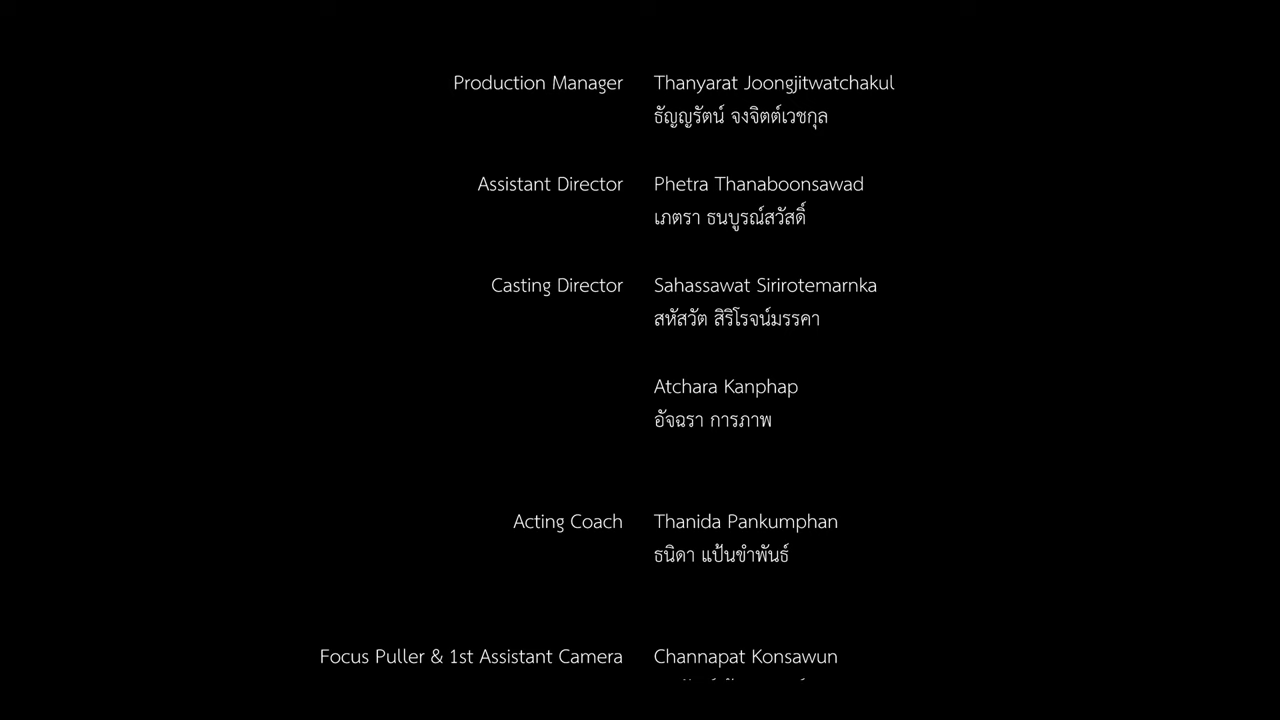 Production Manager Thanyarat Joongjitwatchakul
ธัญญรัตน์ จงจิตต์เวชกุล
Assistant Director Phetra Thanaboonsawad
เภตรา ธนบูรณ์สวัสดิ์
Casting Director Sahassawat Sirirotemarnka
สหัสวัต สิริโรจน์มรรคา
Atchara Kanphap
อัจฉรา การภาพ
Acting Coach Thanida Pankumphan
ธนิดา แป้นขำพันธ์
Focus Puller & 1st Assistant Camera Channapat Konsawun